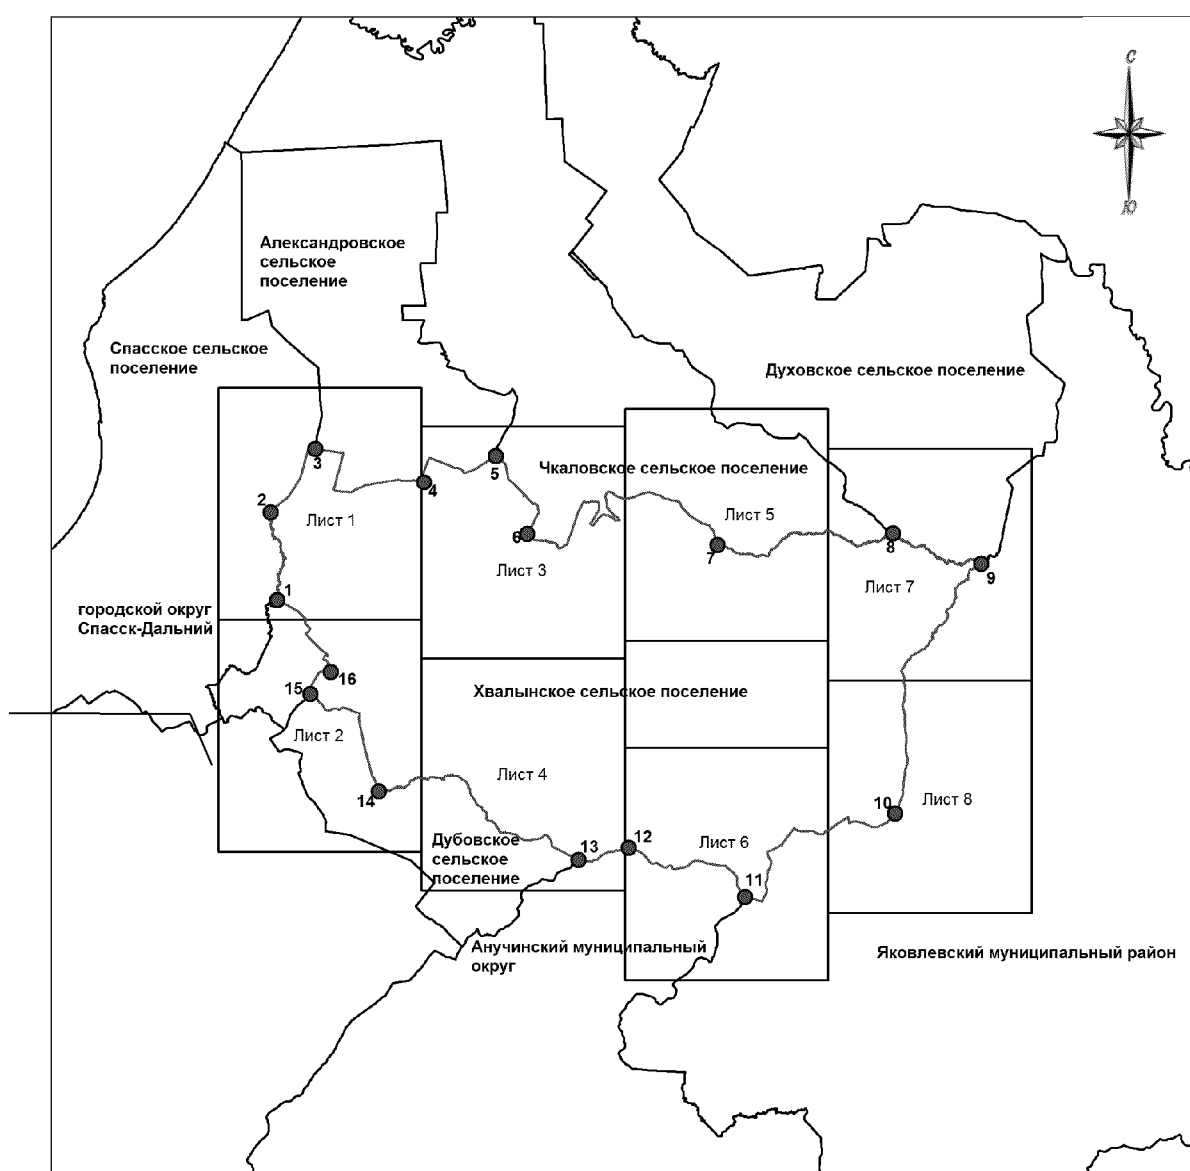 С
Александровское
сельское
поселение
Спасское сельское
поселение
Духовское сельское поселение
3
5
Чкаловское сельское поселение
4
2
Лист 1
Лист 5
6
7
8
Лист 3
9
Лист 7
1
городской округ
Спасск-Дальний
16
15
Хвалынское сельское поселение
Лист 2
Лист 4
14
10
Лист 8
Дубовское
сельское
поселение
13
12
Лист 6
11
Анучинский муниципальный
округ
Яковлевский муниципальный район
Ю